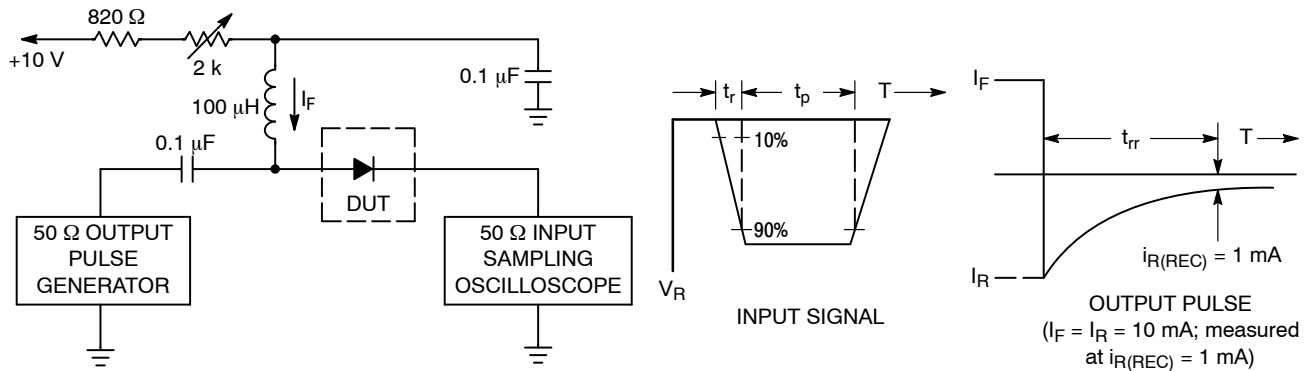 820 Ω
+10 V
2 k
100 μH
I_F
0.1 μF
0.1 μF
DUT
50 Ω OUTPUT
PULSE
GENERATOR
50 Ω INPUT
SAMPLING
OSCILLOSCOPE
t_r
t_p
T
10%
90%
V_R
INPUT SIGNAL
I_F
t_rr
T
i_R(REC) = 1 mA
I_R
OUTPUT PULSE
(I_F = I_R = 10 mA; measured
at i_R(REC) = 1 mA)